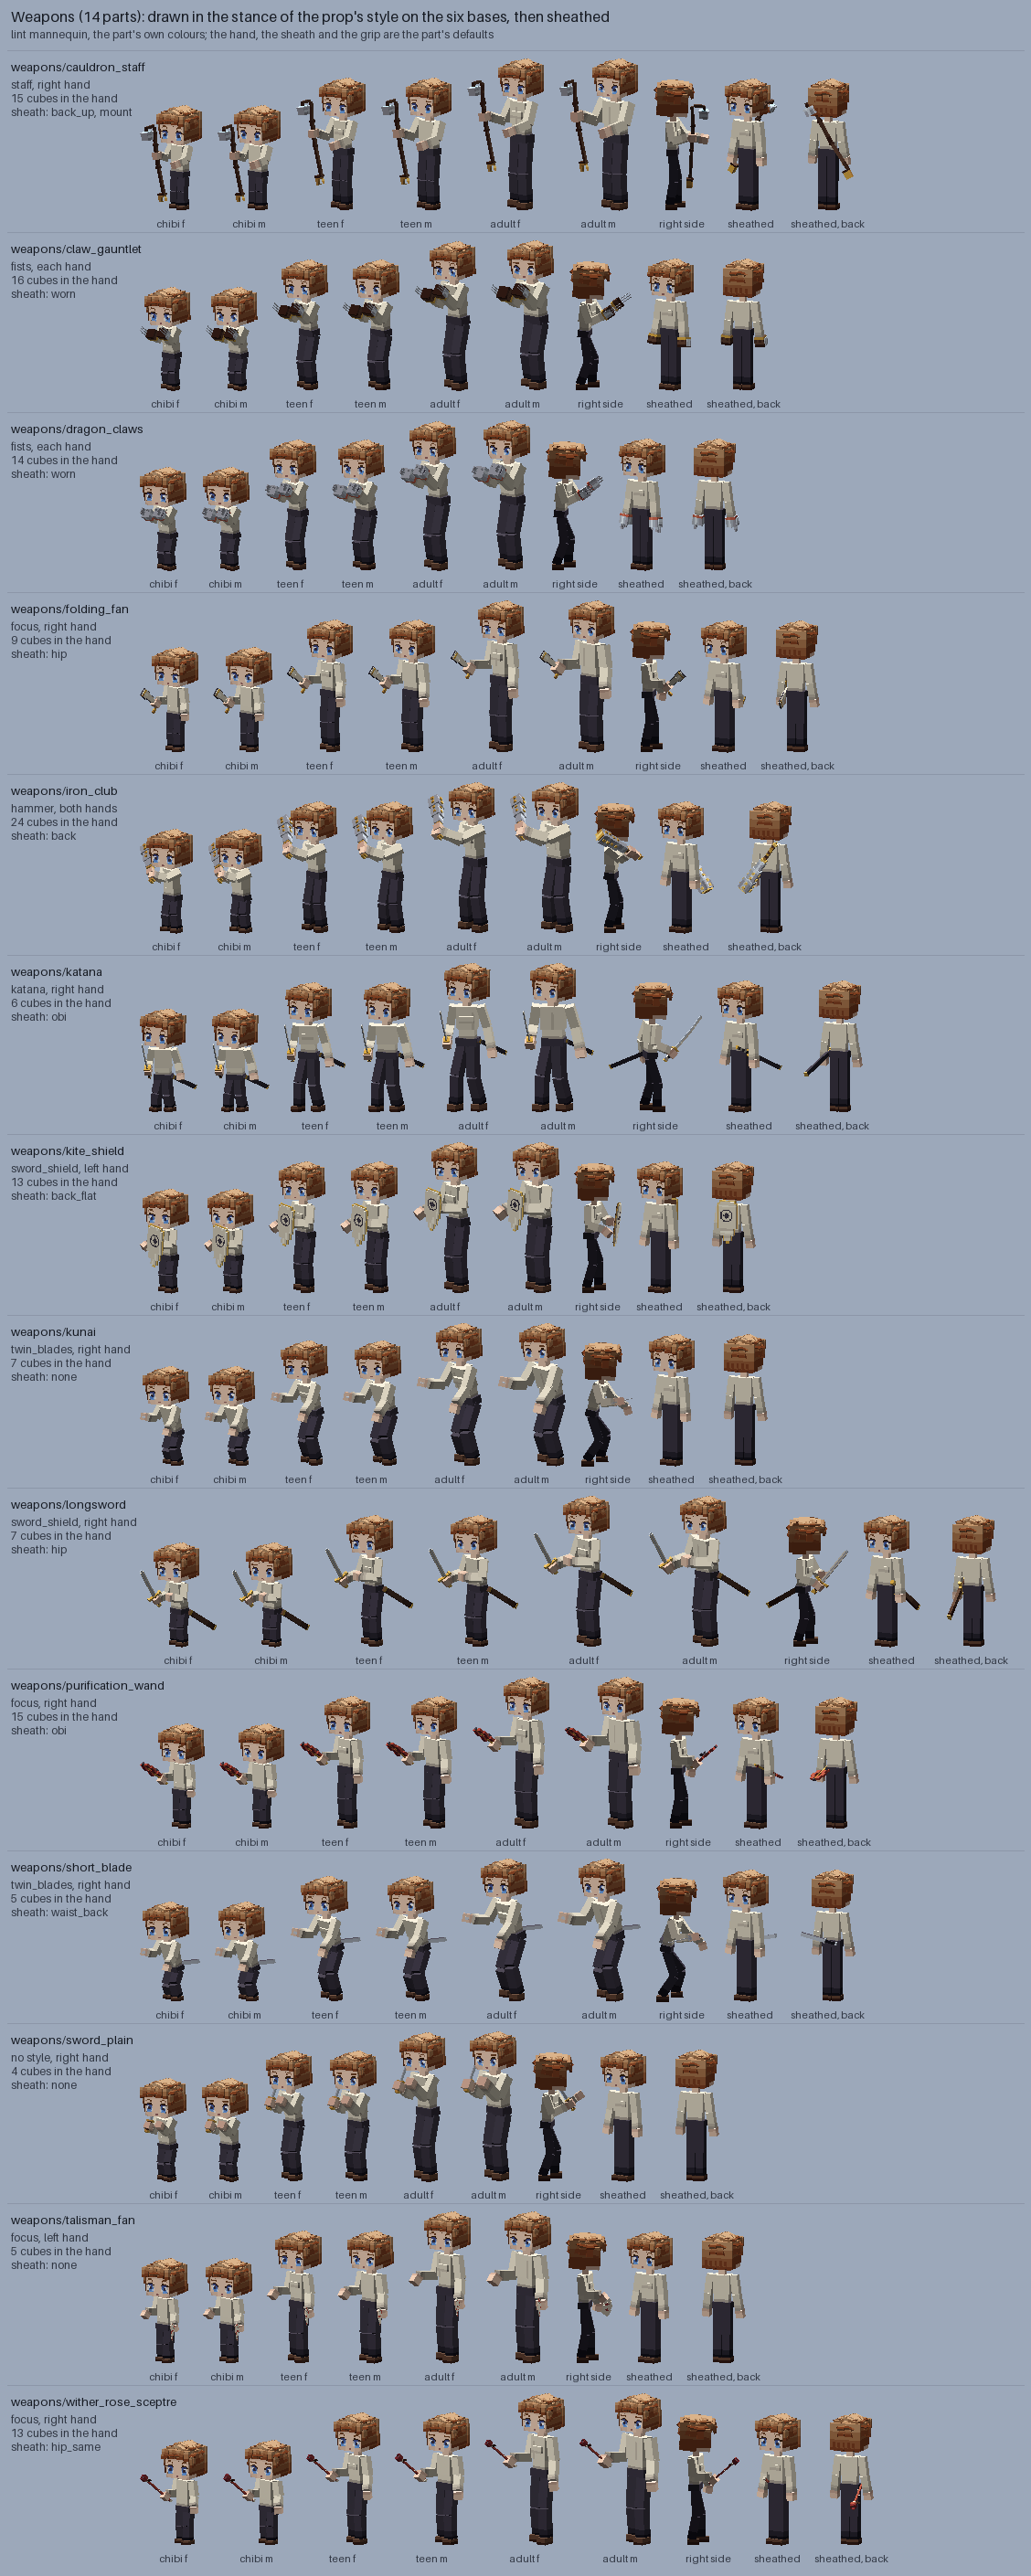 Weapons (14 parts): drawn in the stance of the prop's style on the six bases, then sheathed
lint mannequin, the part's own colours; the hand, the sheath and the grip are the part's defaults
weapons/cauldron_staff
staff, right hand
15 cubes in the hand
sheath: back_up, mount
chibi f chibi m teen f teen m adult f adult m right side sheathed sheathed, back
weapons/claw_gauntlet
fists, each hand
16 cubes in the hand
sheath: worn
chibi f chibi m teen f teen m adult f adult m right side sheathed sheathed, back
weapons/dragon_claws
fists, each hand
14 cubes in the hand
sheath: worn
chibi f chibi m teen f teen m adult f adult m right side sheathed sheathed, back
weapons/folding_fan
focus, right hand
9 cubes in the hand
sheath: hip
chibi f chibi m teen f teen m adult f adult m right side sheathed sheathed, back
weapons/iron_club
hammer, both hands
24 cubes in the hand
sheath: back
chibi f chibi m teen f teen m adult f adult m right side sheathed sheathed, back
weapons/katana
katana, right hand
6 cubes in the hand
sheath: obi
chibi f chibi m teen f teen m adult f adult m right side sheathed sheathed, back
weapons/kite_shield
sword_shield, left hand
13 cubes in the hand
sheath: back_flat
chibi f chibi m teen f teen m adult f adult m right side sheathed sheathed, back
weapons/kunai
twin_blades, right hand
7 cubes in the hand
sheath: none
chibi f chibi m teen f teen m adult f adult m right side sheathed sheathed, back
weapons/longsword
sword_shield, right hand
7 cubes in the hand
sheath: hip
chibi f chibi m teen f teen m adult f adult m right side sheathed sheathed, back
weapons/purification_wand
focus, right hand
15 cubes in the hand
sheath: obi
chibi f chibi m teen f teen m adult f adult m right side sheathed sheathed, back
weapons/short_blade
twin_blades, right hand
5 cubes in the hand
sheath: waist_back
chibi f chibi m teen f teen m adult f adult m right side sheathed sheathed, back
weapons/sword_plain
no style, right hand
4 cubes in the hand
sheath: none
chibi f chibi m teen f teen m adult f adult m right side sheathed sheathed, back
weapons/talisman_fan
focus, left hand
5 cubes in the hand
sheath: none
chibi f chibi m teen f teen m adult f adult m right side sheathed sheathed, back
weapons/wither_rose_sceptre
focus, right hand
13 cubes in the hand
sheath: hip_same
chibi f chibi m teen f teen m adult f adult m right side sheathed sheathed, back